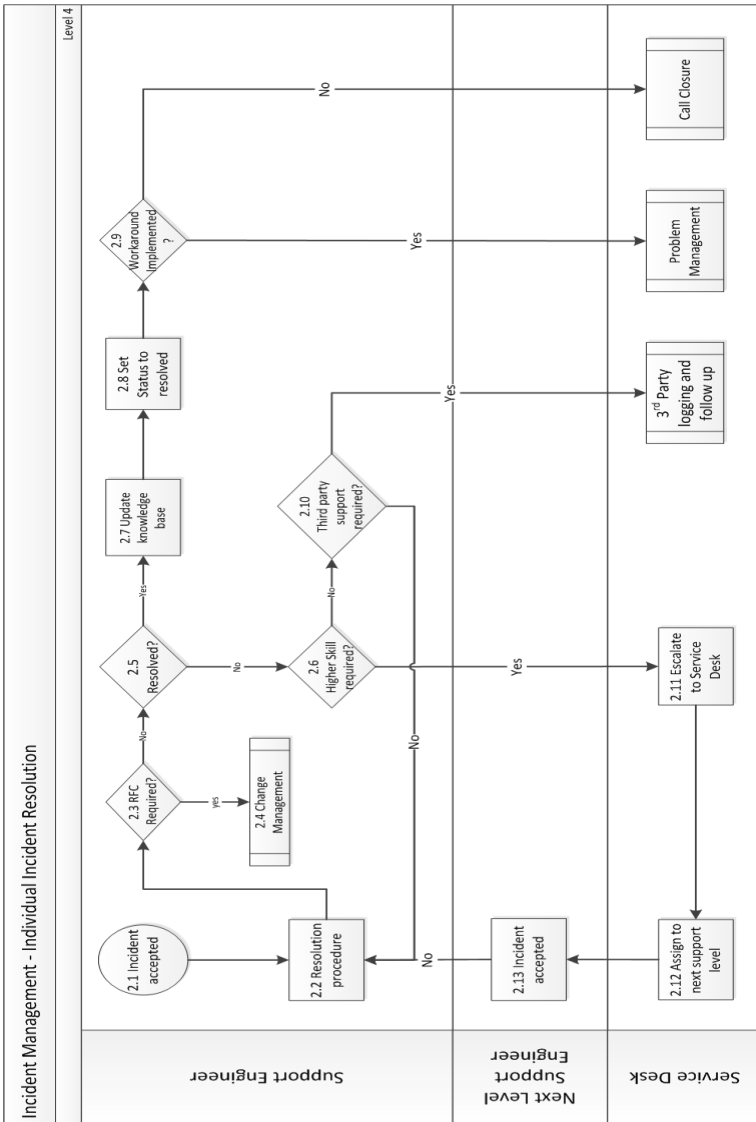 Incident Management - Individual Incident Resolution
Level 4
Support Engineer
2.1 Incident
accepted
2.2 Resolution
procedure
2.3 RFC
Required?
yes
2.4 Change
Management
No
2.5
Resolved?
Yes
No
2.6
Higher Skill
required?
No
Yes
2.7 Update
knowledge
base
2.8 Set
Status to
resolved
2.9
Workaround
Implemented
?
No
Yes
2.10
Third party
support
required?
Yes
No
Next Level
Support
Engineer
2.13 Incident
accepted
No
Service Desk
2.12 Assign to
next support
level
2.11 Escalate
to Service
Desk
3rd Party
logging and
follow up
Problem
Management
Call Closure